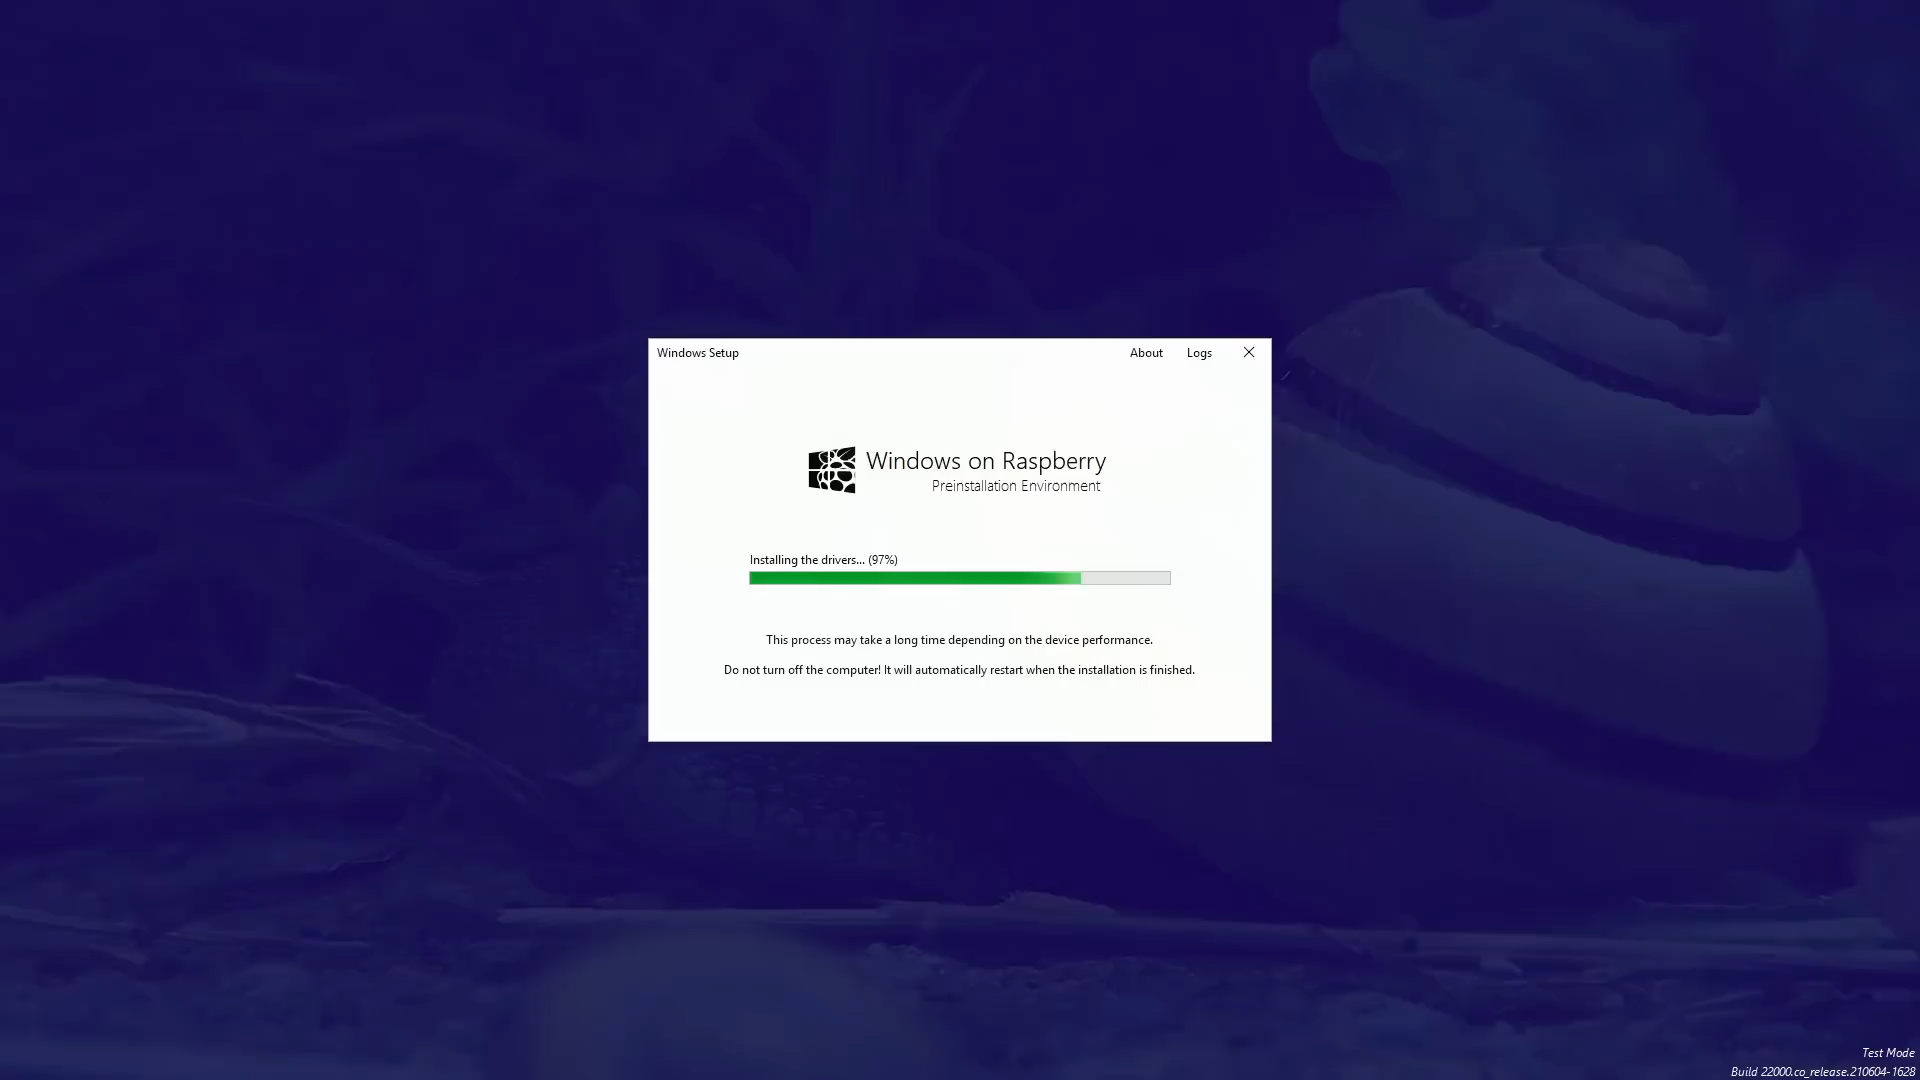 Windows Setup
About
Logs
Windows on Raspberry
Preinstallation Environment
Installing the drivers... (97%)
This process may take a long time depending on the device performance.
Do not turn off the computer! It will automatically restart when the installation is finished.
Test Mode
Build 22000.co_release.210604-1628